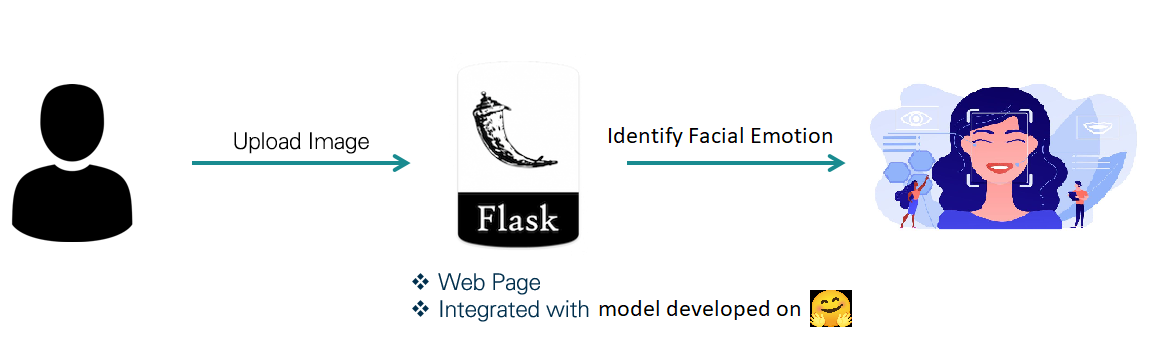 Upload Image
Flask
Identify Facial Emotion
Web Page
Integrated with model developed on